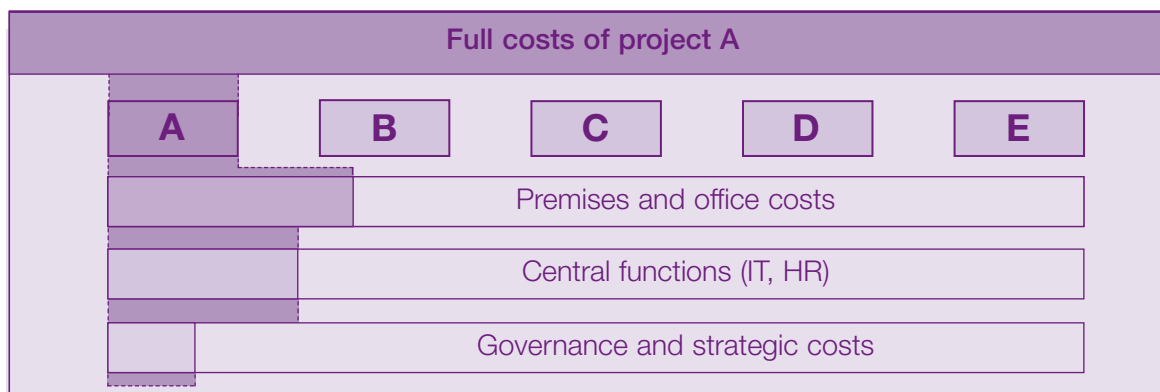 Full costs of project A
A B C D E
Premises and office costs
Central functions (IT, HR)
Governance and strategic costs